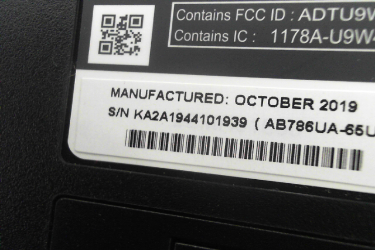 Contains FCC ID : ADTU9W
Contains IC : 1178A-U9W
MANUFACTURED: OCTOBER 2019
S/N KA2A1944101939 ( AB786UA-65U